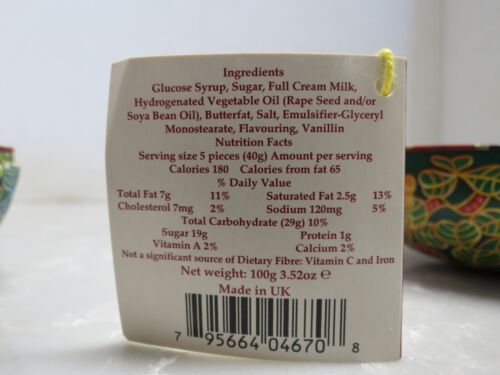 Ingredients
Glucose Syrup, Sugar, Full Cream Milk,
Hydrogenated Vegetable Oil (Rape Seed and/or
Soya Bean Oil), Butterfat, Salt, Emulsifier-Glyceryl
Monostearate, Flavouring, Vanillin
Nutrition Facts
Serving size 5 pieces (40g) Amount per serving
Calories 180 Calories from fat 65
% Daily Value
Total Fat 7g 11% Saturated Fat 2.5g 13%
Cholesterol 7mg 2% Sodium 120mg 5%
Total Carbohydrate (29g) 10%
Sugar 19g Protein 1g
Vitamin A 2% Calcium 2%
Not a significant source of Dietary Fibre: Vitamin C and Iron
Net weight: 100g 3.52oz ℮
Made in UK
7 95664 04670 8